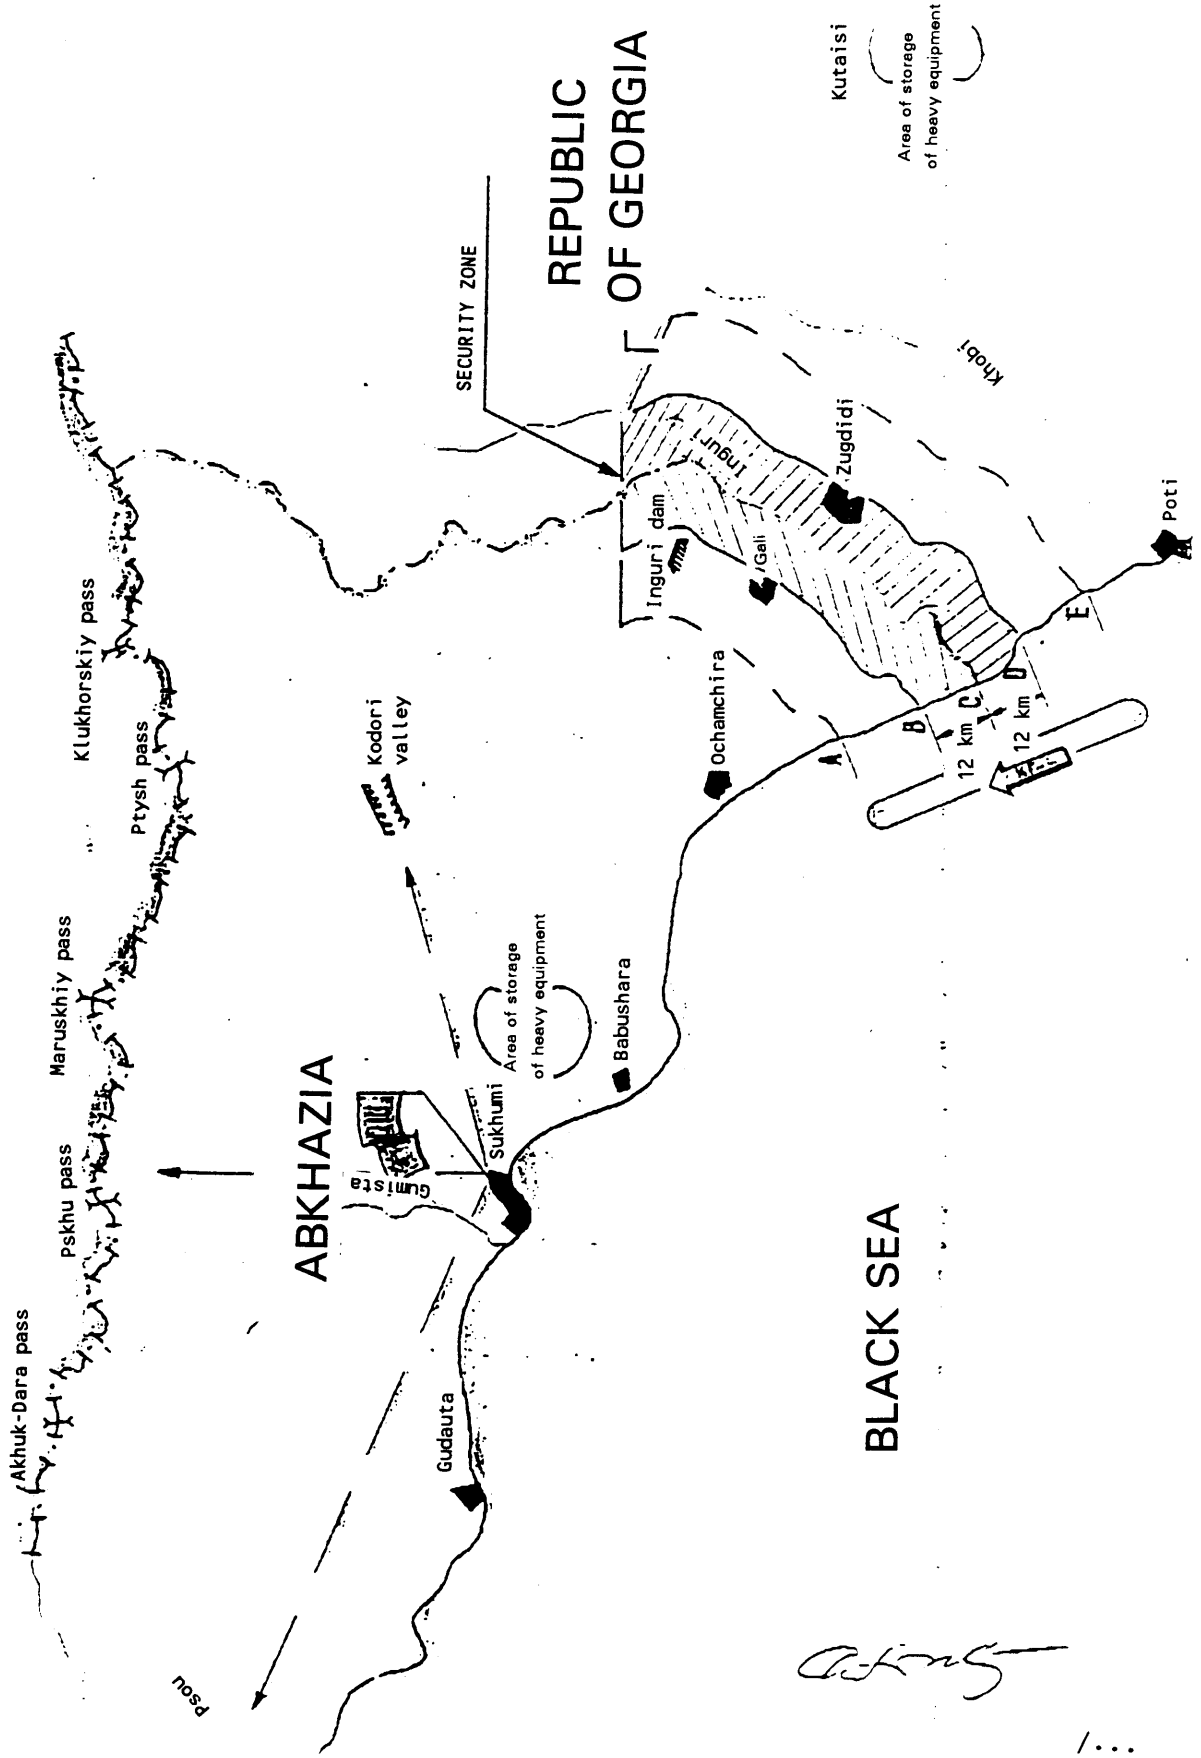 Akhuk-Dara pass
Pskhu pass
Maruskhiy pass
Ptysh pass
Klukhorskiy pass
Psou
ABKHAZIA
Gumista
Kodori
valley
SECURITY ZONE
REPUBLIC
OF GEORGIA
Gudauta
Sukhumi
Area of storage
of heavy equipment
Babushara
Ochamchira
Inguri dam
Inguri
Gali
Zugdidi
Khobi
Kutaisi
Area of storage
of heavy equipment
A
B
C
D
E
12 km
12 km
Poti
BLACK SEA
/...